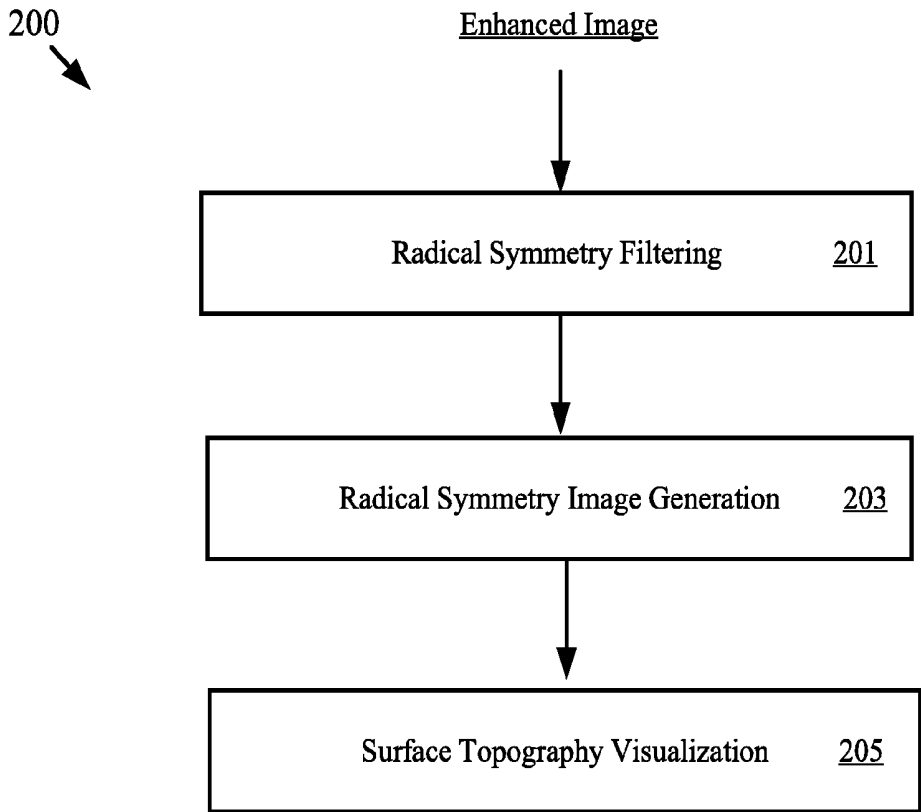 200
Enhanced Image
Radical Symmetry Filtering 201
Radical Symmetry Image Generation 203
Surface Topography Visualization 205